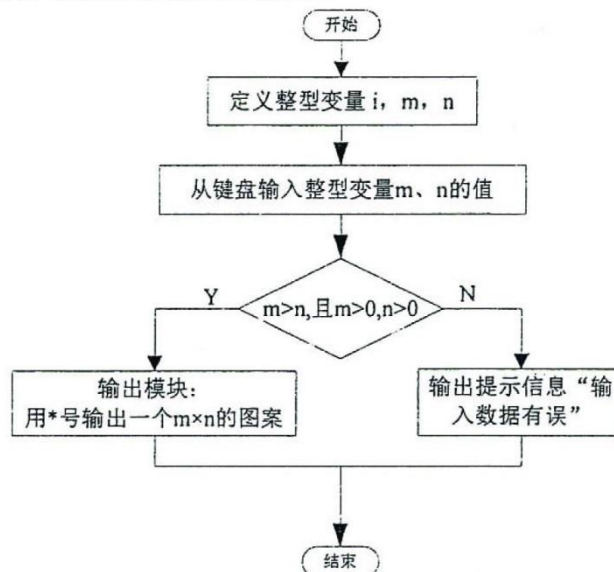 开始
定义整型变量 i，m，n
从键盘输入整型变量m、n的值
m>n,且m>0,n>0
Y
N
输出模块：
用*号输出一个m×n的图案
输出提示信息“输
入数据有误”
结束